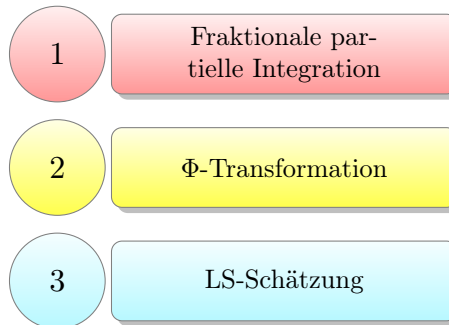 1
Fraktionale par-
tielle Integration
2
Φ-Transformation
3
LS-Schätzung